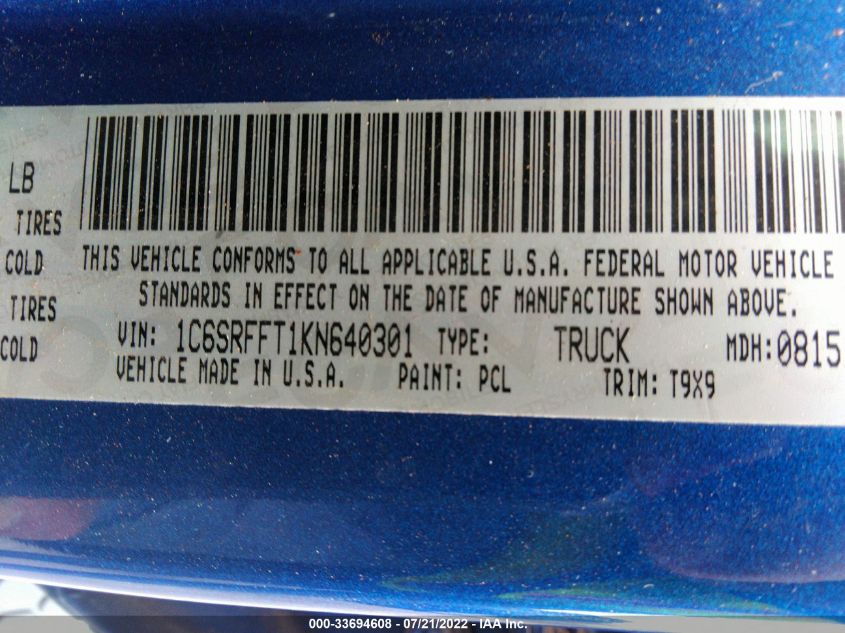 LB
TIRES
COLD
TIRES
COLD
THIS VEHICLE CONFORMS TO ALL APPLICABLE U.S.A. FEDERAL MOTOR VEHICLE
STANDARDS IN EFFECT ON THE DATE OF MANUFACTURE SHOWN ABOVE.
VIN: 1C6SRFFT1KN640301 TYPE: TRUCK MDH:0815
VEHICLE MADE IN U.S.A. PAINT: PCL TRIM: T9X9
000-33694608 - 07/21/2022 - IAA Inc.